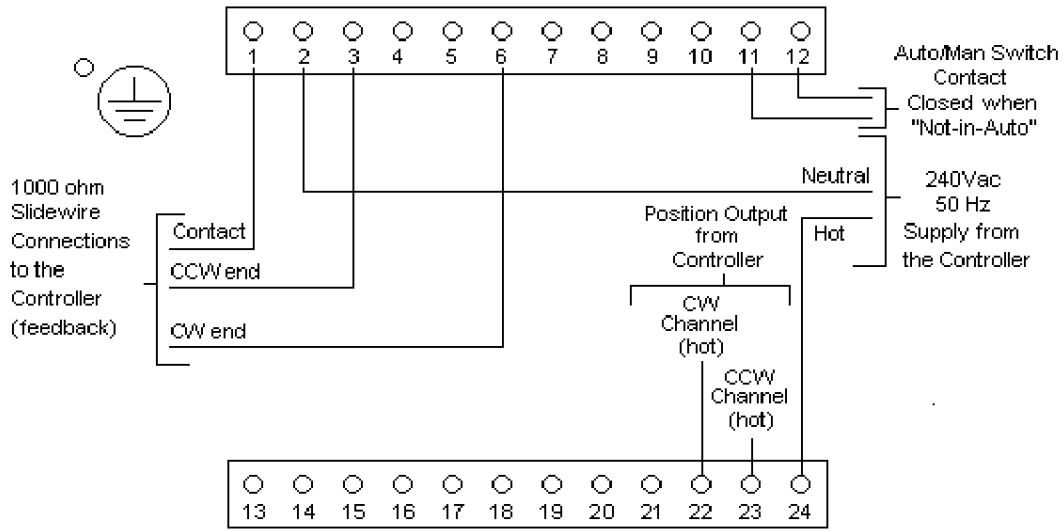 1 2 3 4 5 6 7 8 9 10 11 12
Auto/Man Switch
Contact
Closed when
"Not-in-Auto"
1000 ohm
Slidewire
Connections
to the
Controller
(feedback)
Contact
CCW end
CW end
Neutral
Hot
240Vac
50 Hz
Supply from
the Controller
Position Output
from
Controller
CW
Channel
(hot)
CCW
Channel
(hot)
13 14 15 16 17 18 19 20 21 22 23 24